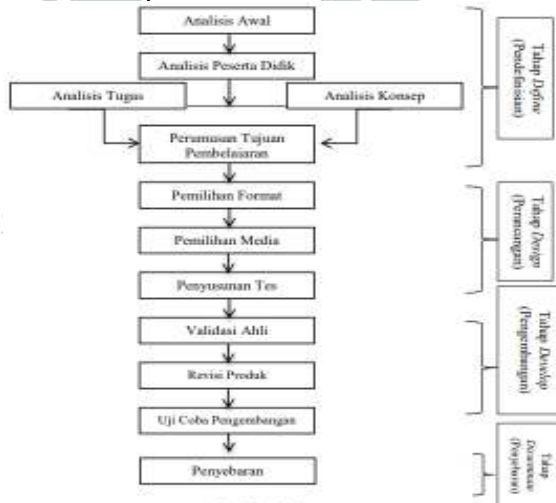 Analisis Awal
Analisis Peserta Didik
Analisis Tugas
Analisis Konsep
Perumusan Tujuan
Pembelajaran
Pemilihan Format
Pemilihan Media
Penyusunan Tes
Validasi Ahli
Revisi Produk
Uji Coba Pengembangan
Penyebaran
Tahap Define
(Pendefinisian)
Tahap Design
(Perancangan)
Tahap Develop
(Pengembangan)
Tahap
(Penyebaran)